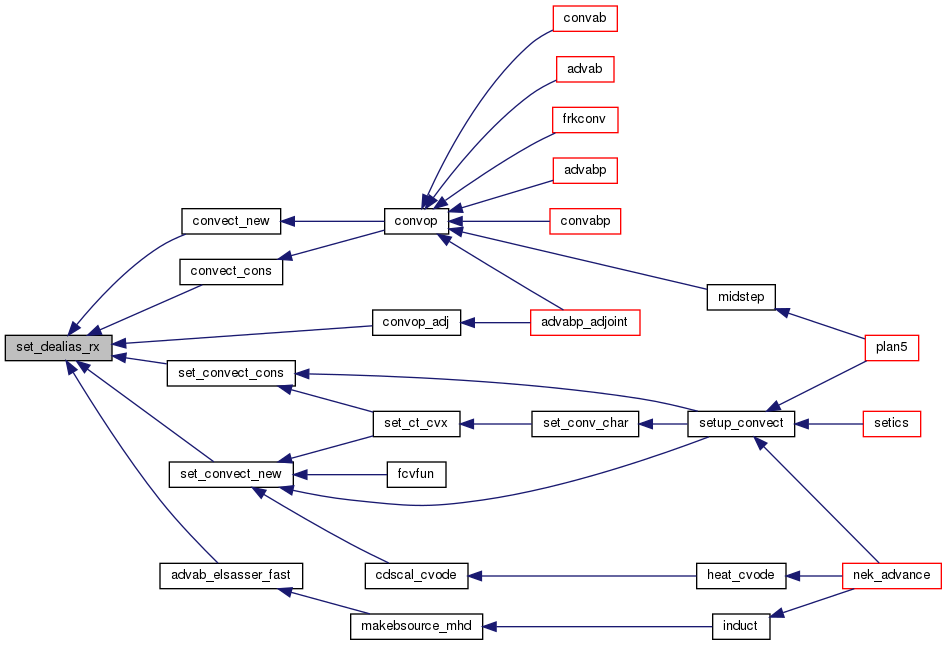 convab
advab
frkconv
advabp
convect_new
convop
convabp
convect_cons
midstep
convop_adj
advabp_adjoint
set_dealias_rx
plan5
set_convect_cons
set_ct_cvx
set_conv_char
setup_convect
setics
set_convect_new
fcvfun
advab_elsasser_fast
cdscal_cvode
heat_cvode
nek_advance
makebsource_mhd
induct